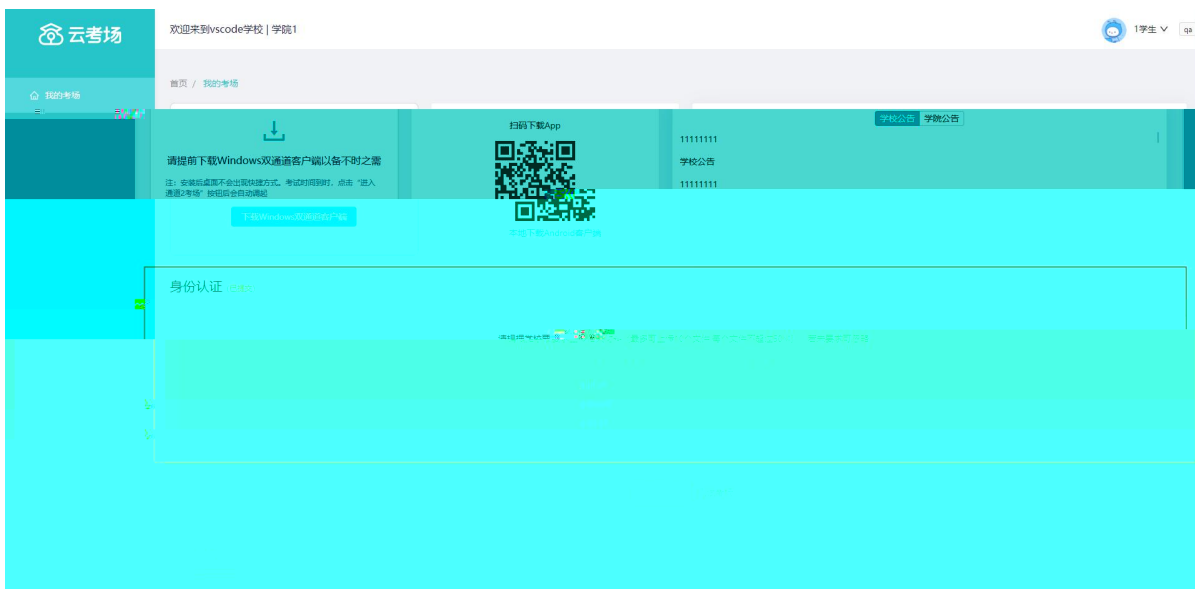 云考场
欢迎来到vscode学校 | 学院1
1学生
qa
首页 / 我的考场
我的考场
请提前下载Windows双通道客户端以备不时之需
注：安装后桌面不会出现快捷方式。考试时间到时，点击“进入
通道2考场”按钮后会自动调起
下载Windows双通道客户端
扫码下载App
本地下载Android客户端
学校公告 学院公告
11111111
学校公告
11111111
身份认证